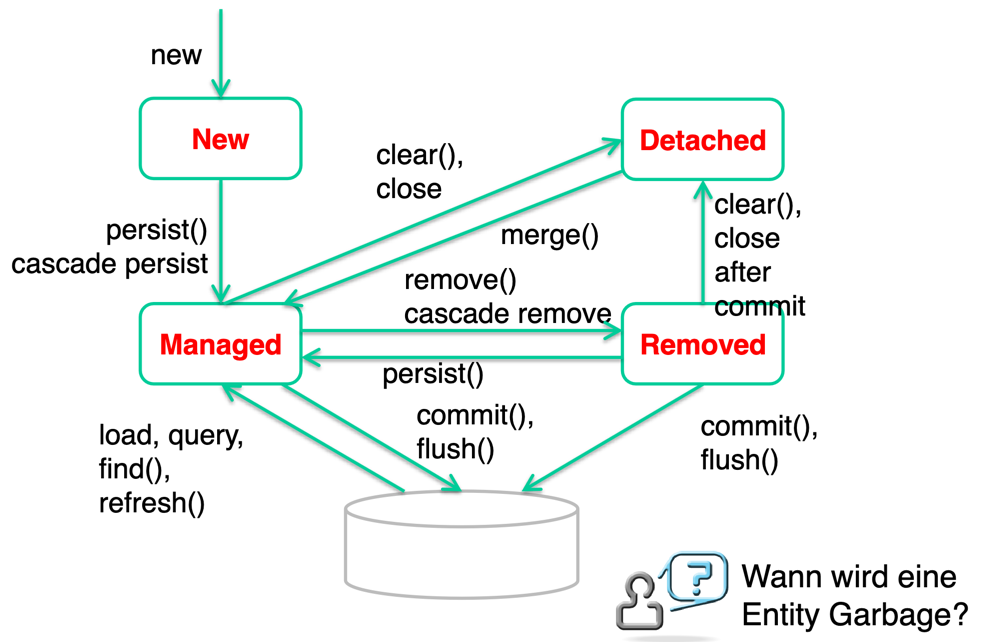 new
New
Detached
clear(),
close
persist()
cascade persist
merge()
clear(),
close
after
commit
remove()
cascade remove
Managed
Removed
persist()
load, query,
find(),
refresh()
commit(),
flush()
commit(),
flush()
?
Wann wird eine
Entity Garbage?